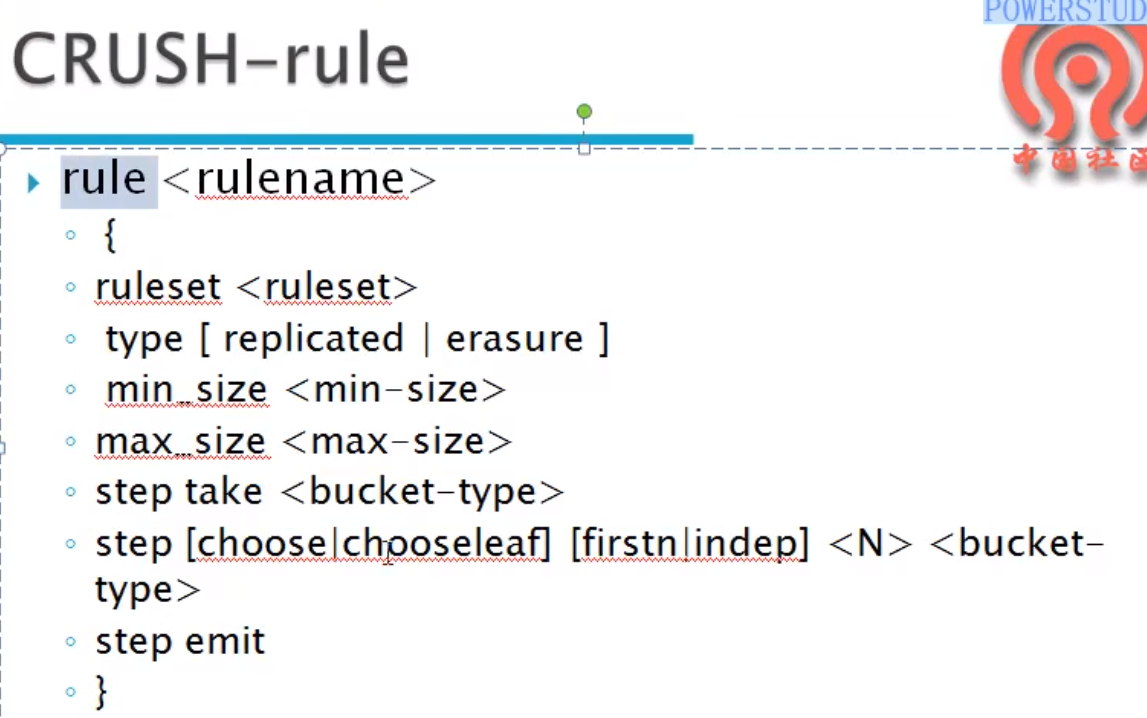 POWERSTUD
CRUSH-rule
中国社区
rule <rulename>
{
ruleset <ruleset>
type [ replicated | erasure ]
min_size <min-size>
max_size <max-size>
step take <bucket-type>
step [choose|chooseleaf] [firstn|indep] <N> <bucket-
type>
step emit
}